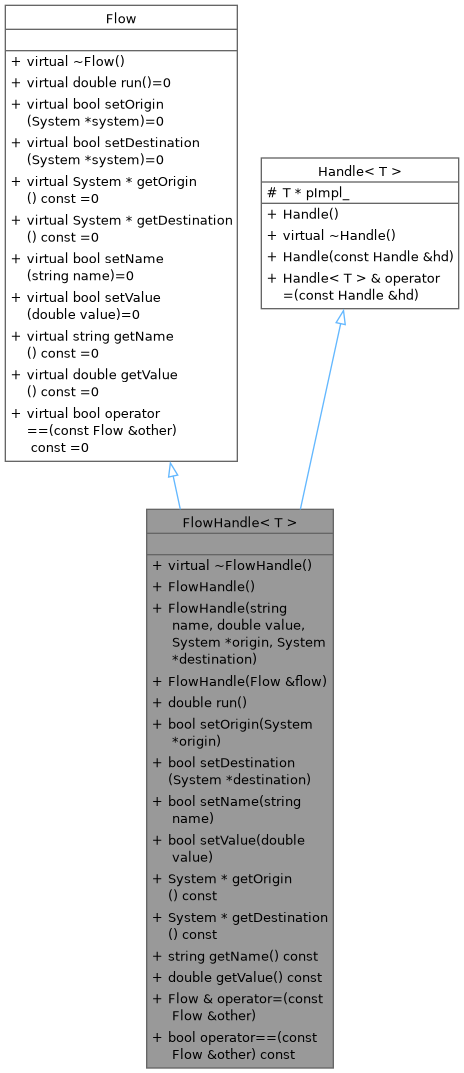 Flow
+ virtual ~Flow()
+ virtual double run()=0
+ virtual bool setOrigin
(System *system)=0
+ virtual bool setDestination
(System *system)=0
+ virtual System * getOrigin
() const =0
+ virtual System * getDestination
() const =0
+ virtual bool setName
(string name)=0
+ virtual bool setValue
(double value)=0
+ virtual string getName
() const =0
+ virtual double getValue
() const =0
+ virtual bool operator
==(const Flow &other)
const =0
Handle< T >
# T * pImpl_
+ Handle()
+ virtual ~Handle()
+ Handle(const Handle &hd)
+ Handle< T > & operator
=(const Handle &hd)
FlowHandle< T >
+ virtual ~FlowHandle()
+ FlowHandle()
+ FlowHandle(string
name, double value,
System *origin, System
*destination)
+ FlowHandle(Flow &flow)
+ double run()
+ bool setOrigin(System
*origin)
+ bool setDestination
(System *destination)
+ bool setName(string
name)
+ bool setValue(double
value)
+ System * getOrigin
() const
+ System * getDestination
() const
+ string getName() const
+ double getValue() const
+ Flow & operator=(const
Flow &other)
+ bool operator==(const
Flow &other) const